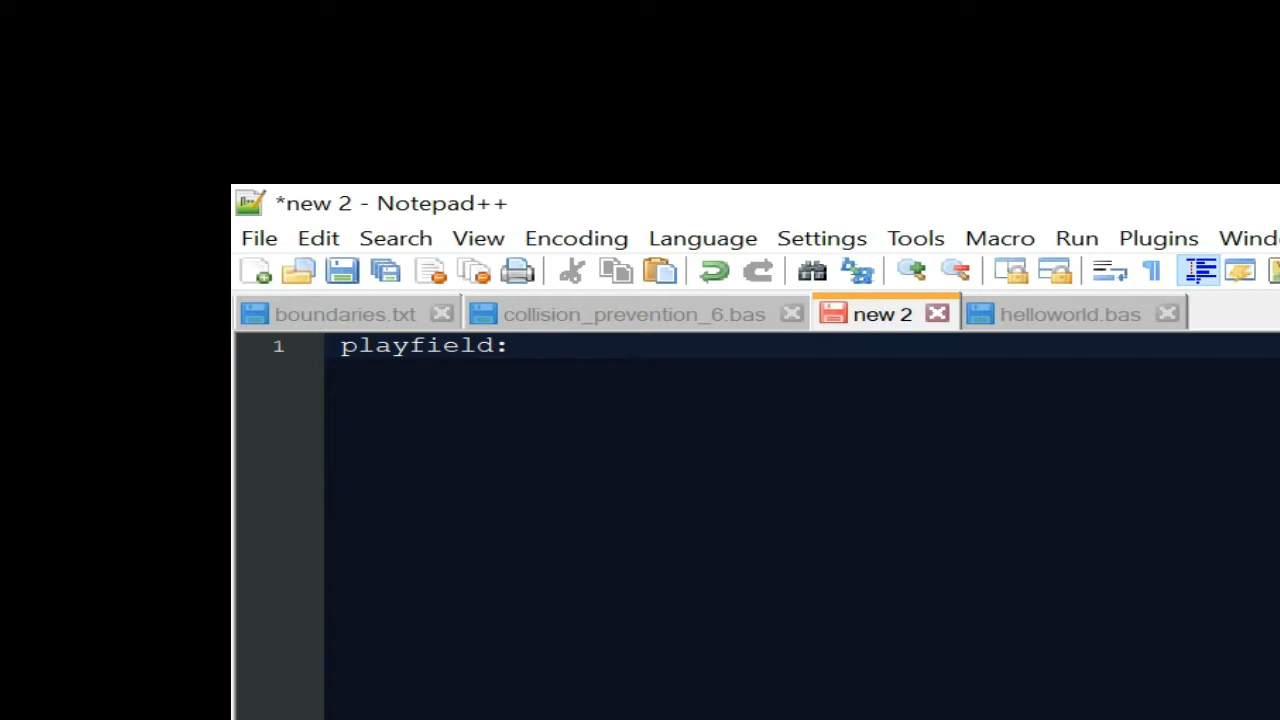 *new 2 - Notepad++
File Edit Search View Encoding Language Settings Tools Macro Run Plugins Wind
boundaries.txt collision_prevention_6.bas new 2 helloworld.bas
1 playfield: